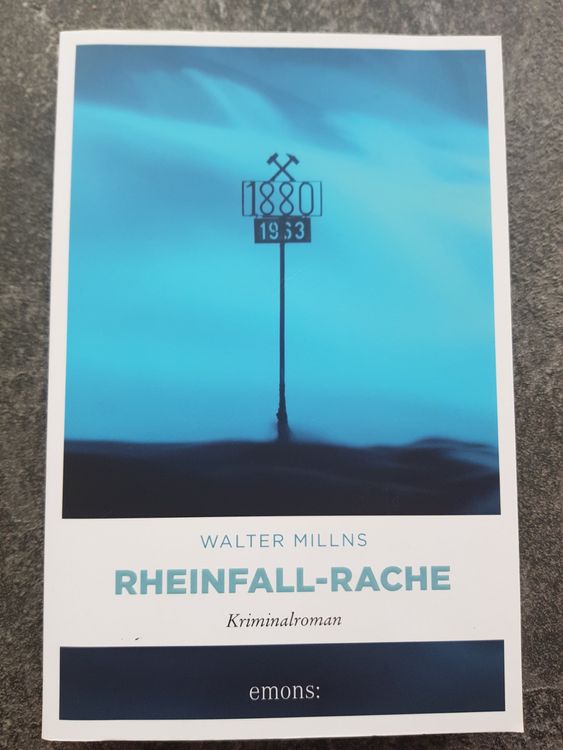 1880
1963
WALTER MILLNS
RHEINFALL-RACHE
Kriminalroman
emons: